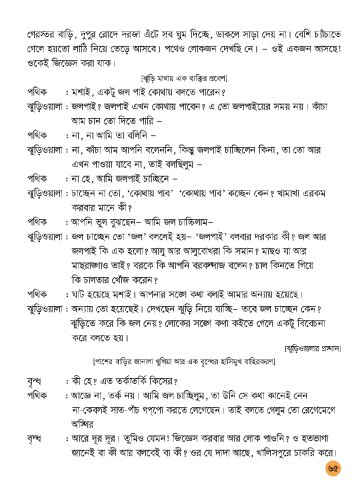 গেরস্তর বাড়ি, দুপুর রোদে দরজা এঁটে সব ঘুম দিচ্ছে, ডাকলে সাড়া দেয় না। বেশি চ্যাঁচাতে
গেলে হয়তো লাঠি নিয়ে তেড়ে আসবে। পথেও লোকজন দেখছি নে। – ওই একজন আসছে!
ওকেই জিজ্ঞেস করা যাক।
[ঝুড়ি মাথায় এক ব্যক্তির প্রবেশ]
পথিক : মশাই, একটু জল পাই কোথায় বলতে পারেন?
ঝুড়িওয়ালা : জলপাই? জলপাই এখন কোথায় পাবেন? এ তো জলপাইয়ের সময় নয়। কাঁচা
আম চান তো দিতে পারি –
পথিক : না, না আমি তা বলিনি –
ঝুড়িওয়ালা : না, কাঁচা আম আপনি বলেননি, কিন্তু জলপাই চাচ্ছিলেন কিনা, তা তো আর
এখন পাওয়া যাবে না, তাই বলছিলুম –
পথিক : না হে, আমি জলপাই চাচ্ছিনে –
ঝুড়িওয়ালা : চাচ্ছেন না তো, ‘কোথায় পাব’ ‘কোথায় পাব’ কচ্ছেন কেন? খামাখা এরকম
করবার মানে কী?
পথিক : আপনি ভুল বুঝছেন– আমি জল চাচ্ছিলাম–
ঝুড়িওয়ালা : জল চাচ্ছেন তো ‘জল’ বললেই হয়– ‘জলপাই’ বলবার দরকার কী? জল আর
জলপাই কি এক হলো? আলু আর আলুবোখরা কি সমান? মাছও যা আর
মাছরাঙাও তাই? বরকে কি আপনি বরকন্দাজ বলেন? চাল কিনতে গিয়ে
কি চালতার খোঁজ করেন?
পথিক : ঘাট হয়েছে মশাই। আপনার সঙ্গে কথা বলাই আমার অন্যায় হয়েছে।
ঝুড়িওয়ালা : অন্যায় তো হয়েছেই। দেখছেন ঝুড়ি নিয়ে যাচ্ছি– তবে জল চাচ্ছেন কেন?
ঝুড়িতে করে কি জল নেয়? লোকের সঙ্গে কথা কইতে গেলে একটু বিবেচনা
করে বলতে হয়।
[ঝুড়িওয়ালার প্রস্থান]
[পাশের বাড়ির জানালা খুলিয়া আর এক বৃদ্ধের হাসিমুখ বাহিরকরণ]
বৃদ্ধ : কী হে? এত তর্কাতর্কি কিসের?
পথিক : আজ্ঞে না, তর্ক নয়। আমি জল চাচ্ছিলুম, তা উনি সে কথা কানেই নেন
না-কেবলই সাত-পাঁচ গপ্পো করতে লেগেছেন। তাই বলতে গেলুম তো রেগেমেগে
অস্থির
বৃদ্ধ : আরে দূর দূর। তুমিও যেমন! জিজ্ঞেস করবার আর লোক পাওনি? ও হতভাগা
জানেই বা কী আর বলবেই বা কী? ওর যে দাদা আছে, খালিসপুরে চাকরি করে।
৬৫